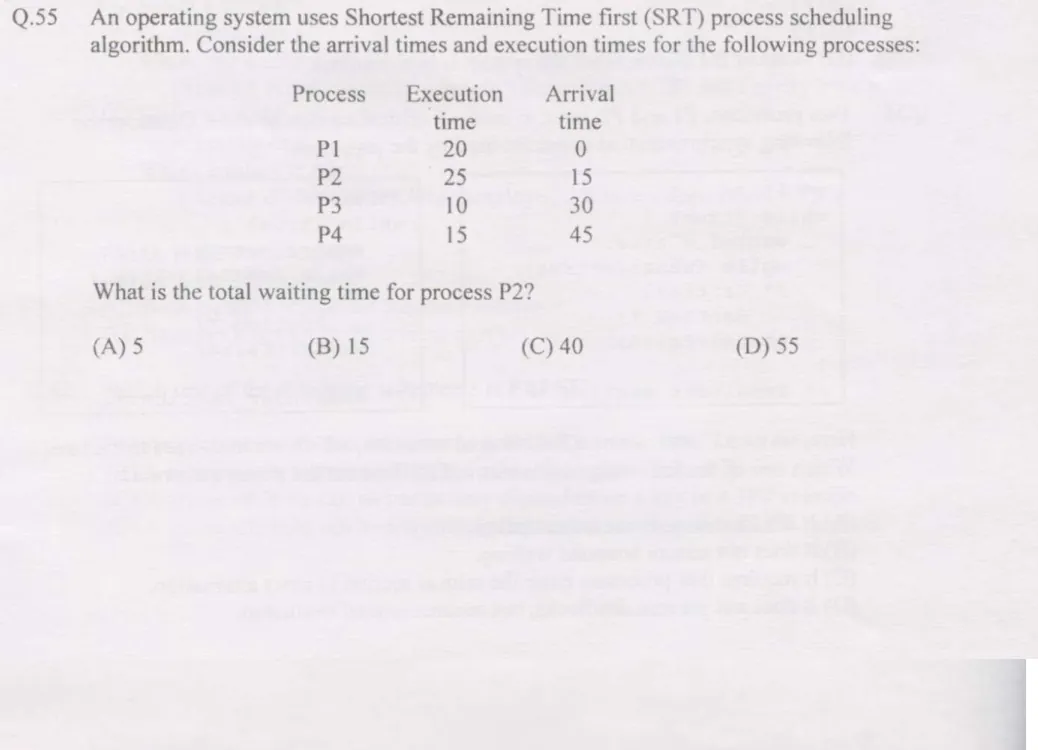 Q.55 An operating system uses Shortest Remaining Time first (SRT) process scheduling
algorithm. Consider the arrival times and execution times for the following processes:
Process Execution time Arrival time
P1 20 0
P2 25 15
P3 10 30
P4 15 45
What is the total waiting time for process P2?
(A) 5 (B) 15 (C) 40 (D) 55